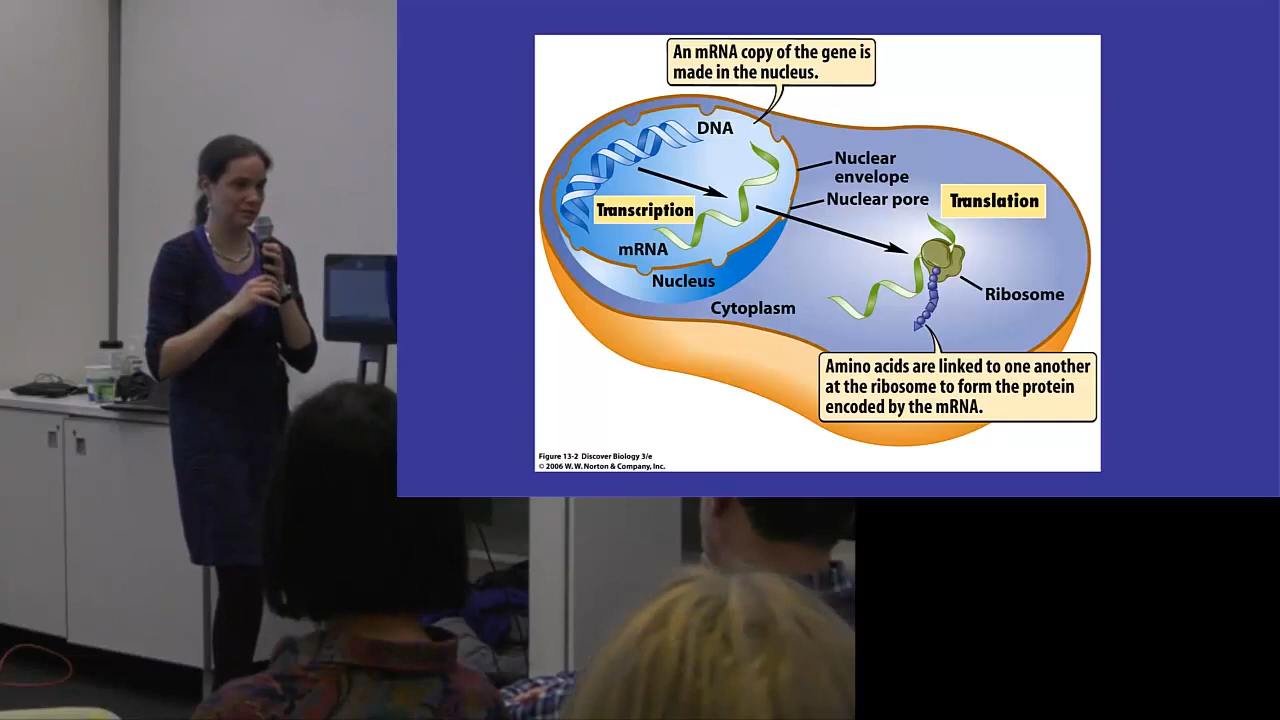 An mRNA copy of the gene is
made in the nucleus.
DNA
Nuclear
envelope
Nuclear pore
Translation
Transcription
mRNA
Nucleus
Cytoplasm
Ribosome
Amino acids are linked to one another
at the ribosome to form the protein
encoded by the mRNA.
Figure 13-2 Discover Biology 3/e
© 2006 W. W. Norton & Company, Inc.